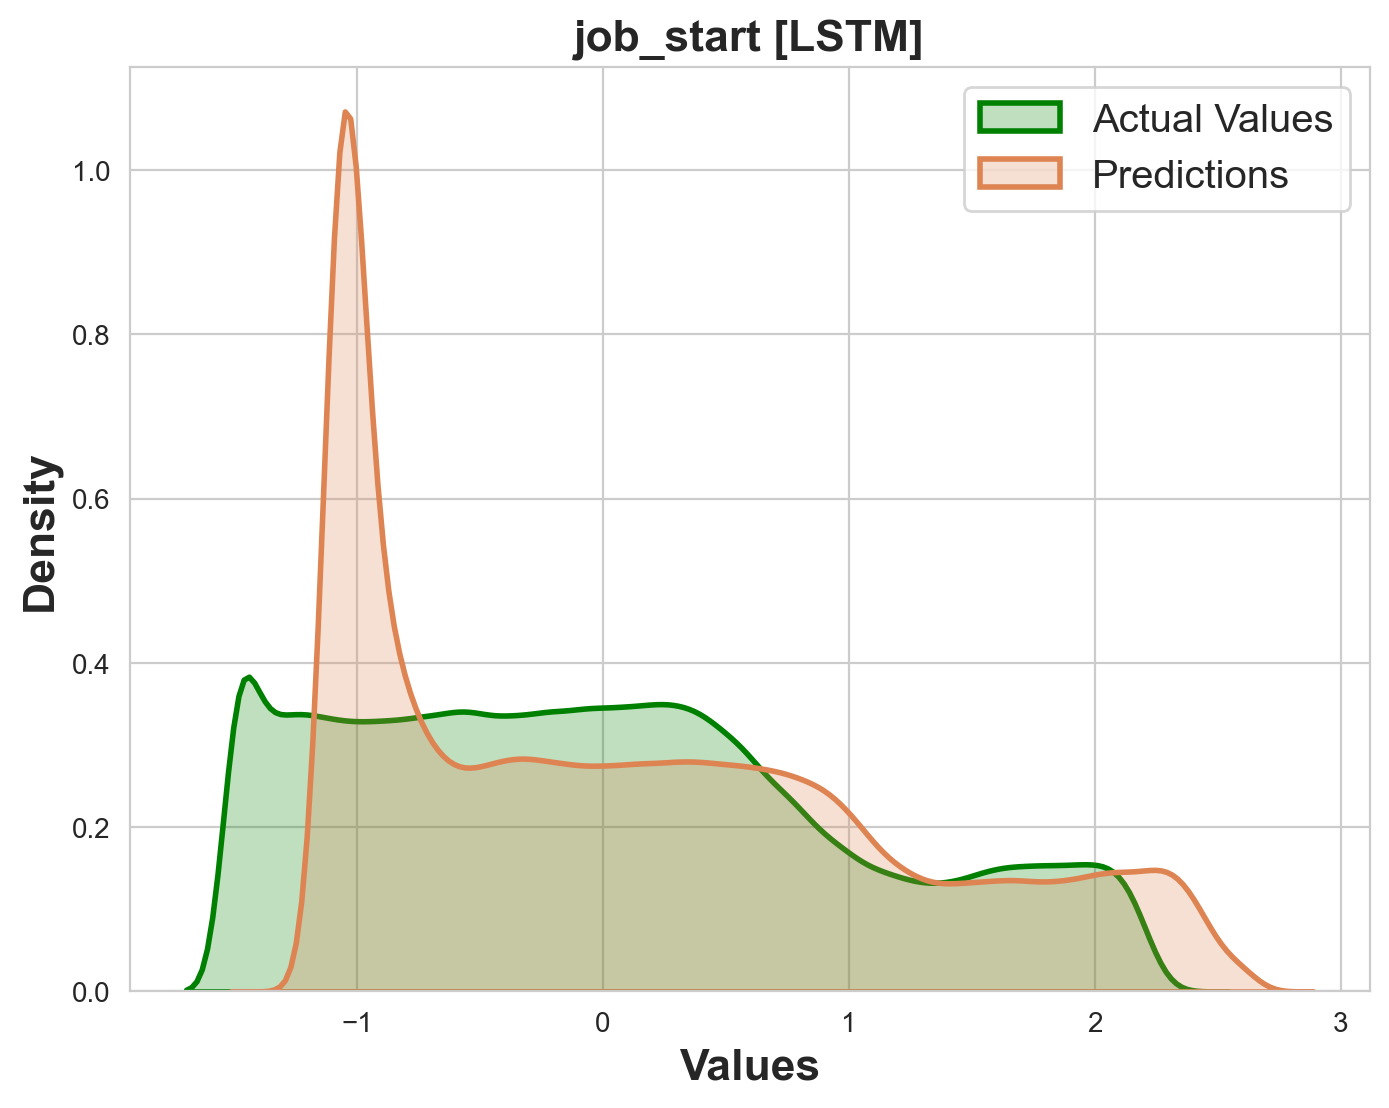 job_start [LSTM]
Actual Values
Predictions
Density
1.0
0.8
0.6
0.4
0.2
0.0
−1 0 1 2 3
Values